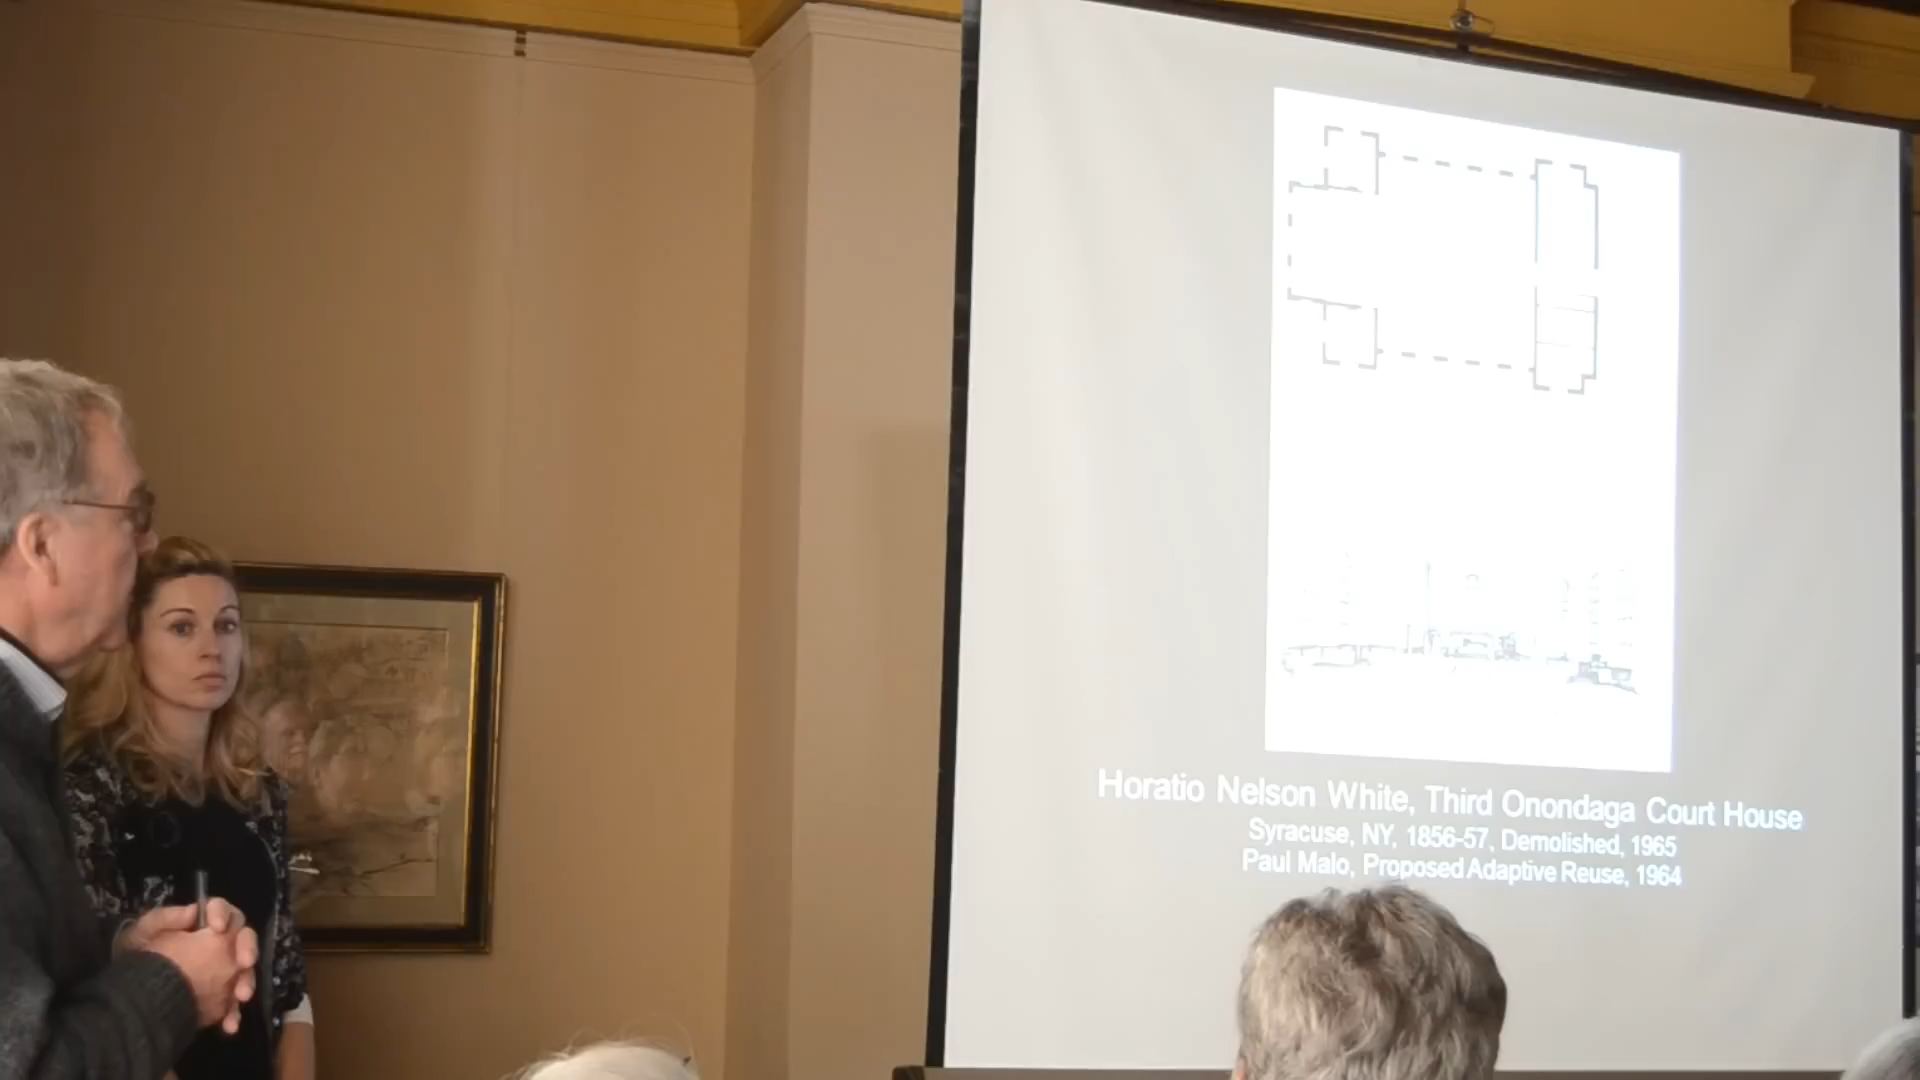 Horatio Nelson White, Third Onondaga Court House
Syracuse, NY, 1856-57, Demolished, 1965
Paul Malo, Proposed Adaptive Reuse, 1964